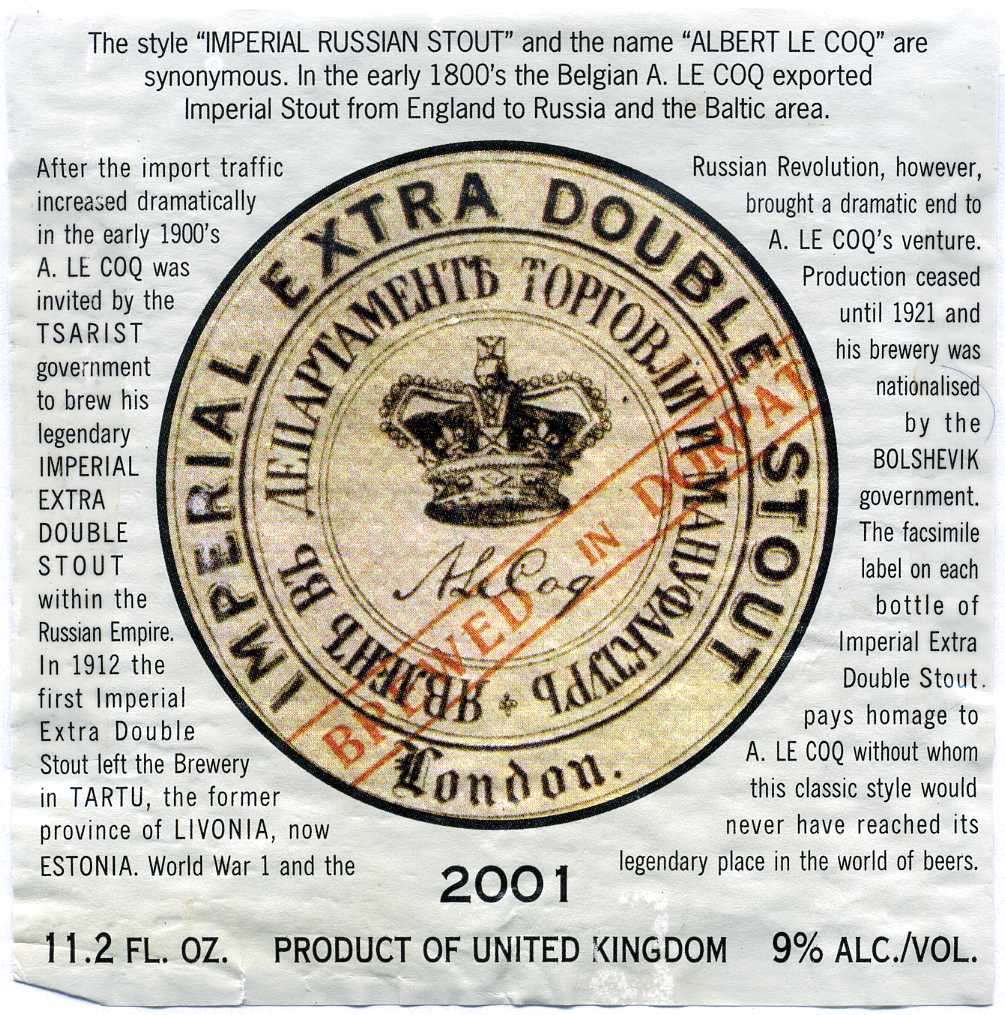 The style “IMPERIAL RUSSIAN STOUT” and the name “ALBERT LE COQ” are
synonymous. In the early 1800’s the Belgian A. LE COQ exported
Imperial Stout from England to Russia and the Baltic area.
After the import traffic
increased dramatically
in the early 1900’s
A. LE COQ was
invited by the
TSARIST
government
to brew his
legendary
IMPERIAL
EXTRA
DOUBLE
STOUT
within the
Russian Empire.
In 1912 the
first Imperial
Extra Double
Stout left the Brewery
in TARTU, the former
province of LIVONIA, now
ESTONIA. World War 1 and the
Russian Revolution, however,
brought a dramatic end to
A. LE COQ’s venture.
Production ceased
until 1921 and
his brewery was
nationalised
by the
BOLSHEVIK
government.
The facsimile
label on each
bottle of
Imperial Extra
Double Stout.
pays homage to
A. LE COQ without whom
this classic style would
never have reached its
legendary place in the world of beers.
IMPERIAL EXTRA DOUBLE STOUT
London.
ЯВЛЕНЪ ВЪ ДЕПАРТАМЕНТЪ ТОРГОВЛИ И МАНУФАКТУРЪ
A Le Coq
BREWED IN DORPAT
2001
11.2 FL. OZ. PRODUCT OF UNITED KINGDOM 9% ALC./VOL.